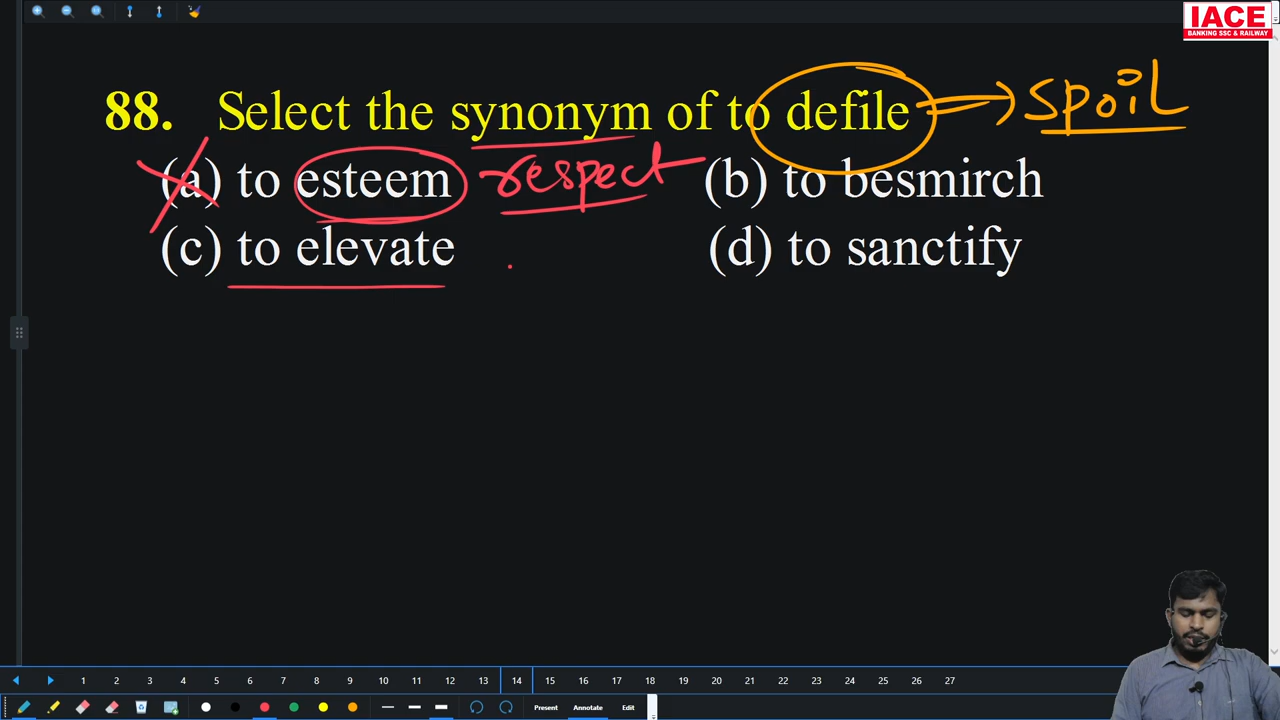 IACE
BANKING SSC & RAILWAY
88. Select the synonym of to defile spoil
(a) to esteem respect (b) to besmirch
(c) to elevate (d) to sanctify
1 2 3 4 5 6 7 8 9 10 11 12 13 14 15 16 17 18 19 20 21 22 23 24 25 26 27
Present Annotate Edit